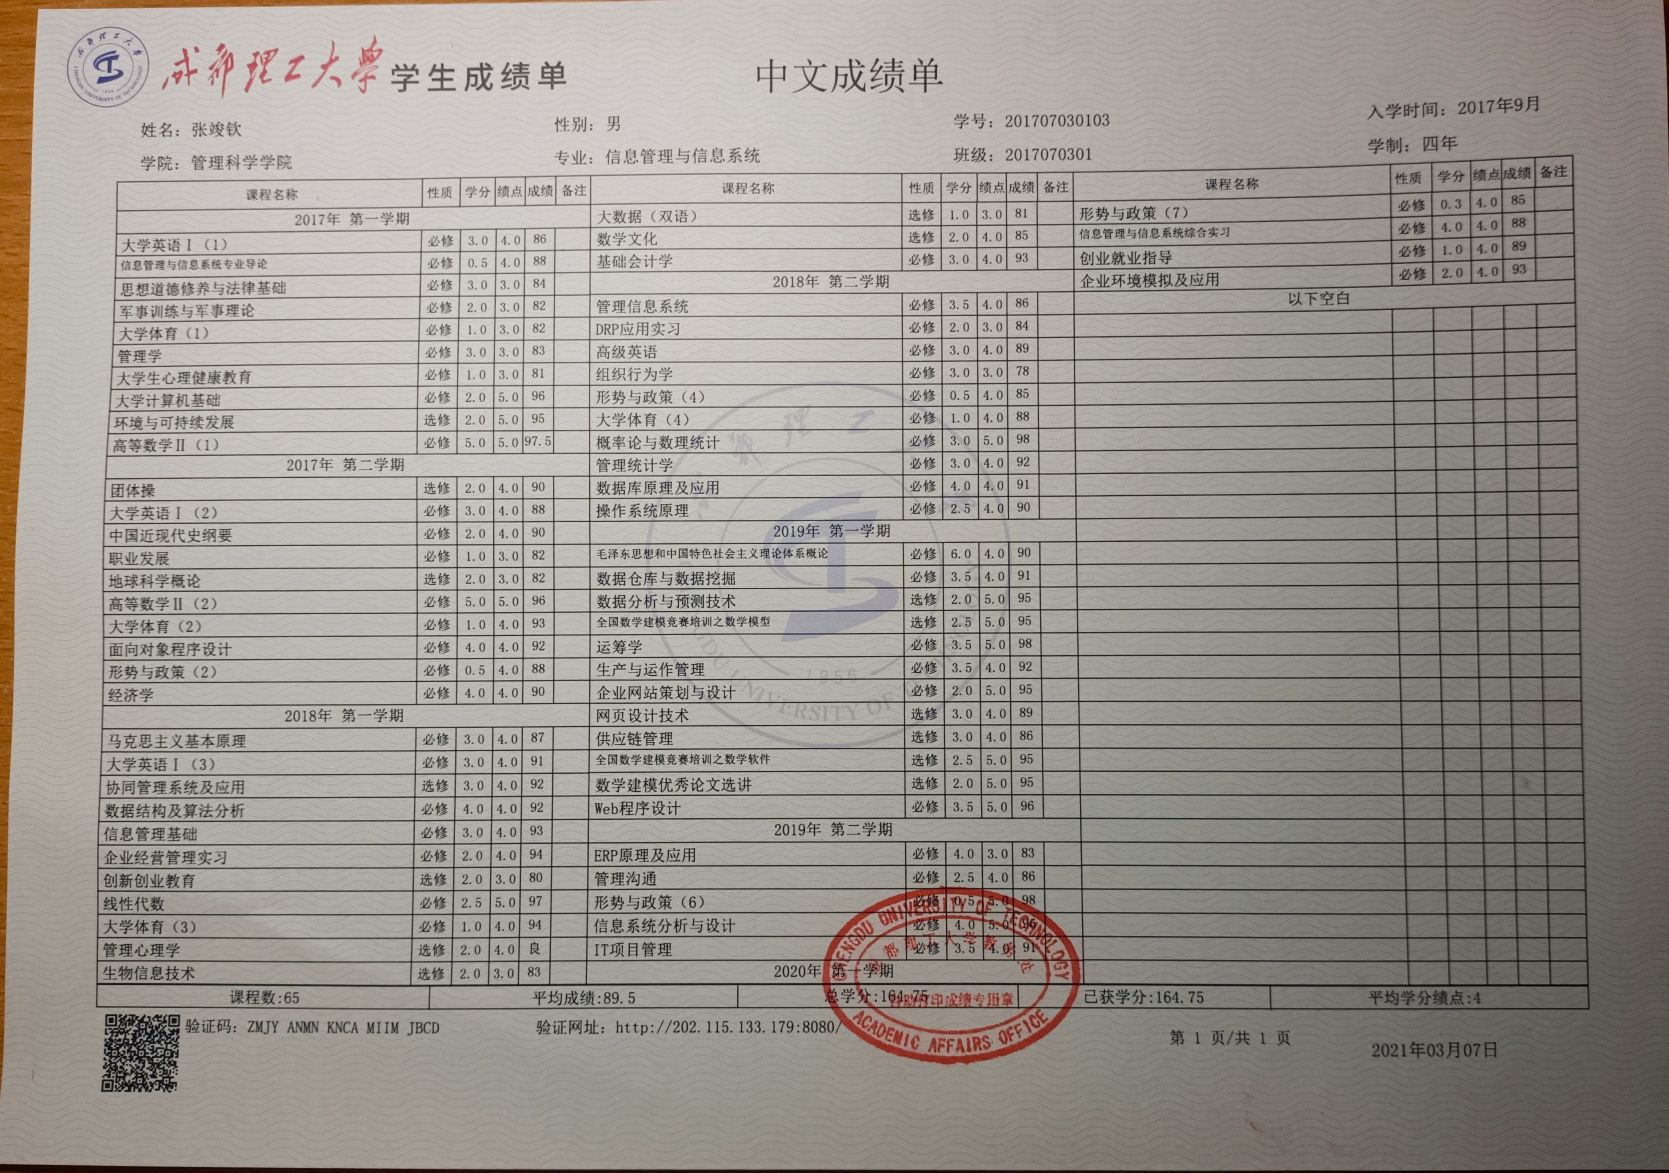 成都理工大学学生成绩单
中文成绩单
姓名：张竣钦 性别：男 学号：201707030103 入学时间：2017年9月
学院：管理科学学院 专业：信息管理与信息系统 班级：2017070301 学制：四年
课程名称 性质 学分 绩点 成绩 备注
2017年 第一学期
大学英语Ⅰ（1） 必修 3.0 4.0 86
信息管理与信息系统专业导论 必修 0.5 4.0 88
思想道德修养与法律基础 必修 3.0 3.0 84
军事训练与军事理论 必修 2.0 3.0 82
大学体育（1） 必修 1.0 3.0 82
管理学 必修 3.0 3.0 83
大学生心理健康教育 必修 1.0 3.0 81
大学计算机基础 必修 2.0 5.0 96
环境与可持续发展 选修 2.0 5.0 95
高等数学Ⅱ（1） 必修 5.0 5.0 97.5
2017年 第二学期
团体操 选修 2.0 4.0 90
大学英语Ⅰ（2） 必修 3.0 4.0 88
中国近现代史纲要 必修 2.0 4.0 90
职业发展 必修 1.0 3.0 82
地球科学概论 选修 2.0 3.0 82
高等数学Ⅱ（2） 必修 5.0 5.0 96
大学体育（2） 必修 1.0 4.0 93
面向对象程序设计 必修 4.0 4.0 92
形势与政策（2） 必修 0.5 4.0 88
经济学 必修 4.0 4.0 90
2018年 第一学期
马克思主义基本原理 必修 3.0 4.0 87
大学英语Ⅰ（3） 必修 3.0 4.0 91
协同管理系统及应用 选修 3.0 4.0 92
数据结构及算法分析 必修 4.0 4.0 92
信息管理基础 必修 3.0 4.0 93
企业经营管理实习 必修 2.0 4.0 94
创新创业教育 选修 2.0 3.0 80
线性代数 必修 2.5 5.0 97
大学体育（3） 必修 1.0 4.0 94
管理心理学 选修 2.0 4.0 良
生物信息技术 选修 2.0 3.0 83
课程名称 性质 学分 绩点 成绩 备注
大数据（双语） 选修 1.0 3.0 81
数学文化 选修 2.0 4.0 85
基础会计学 必修 3.0 4.0 93
2018年 第二学期
管理信息系统 必修 3.5 4.0 86
DRP应用实习 必修 2.0 3.0 84
高级英语 必修 3.0 4.0 89
组织行为学 必修 3.0 3.0 78
形势与政策（4） 必修 0.5 4.0 85
大学体育（4） 必修 1.0 4.0 88
概率论与数理统计 必修 3.0 5.0 98
管理统计学 必修 3.0 4.0 92
数据库原理及应用 必修 4.0 4.0 91
操作系统原理 必修 2.5 4.0 90
2019年 第一学期
毛泽东思想和中国特色社会主义理论体系概论 必修 6.0 4.0 90
数据仓库与数据挖掘 必修 3.5 4.0 91
数据分析与预测技术 选修 2.0 5.0 95
全国数学建模竞赛培训之数学模型 选修 2.5 5.0 95
运筹学 必修 3.5 5.0 98
生产与运作管理 必修 3.5 4.0 92
企业网站策划与设计 必修 2.0 5.0 95
网页设计技术 选修 3.0 4.0 89
供应链管理 选修 3.0 4.0 86
全国数学建模竞赛培训之数学软件 选修 2.5 5.0 95
数学建模优秀论文选讲 选修 2.0 5.0 95
Web程序设计 必修 3.5 5.0 96
2019年 第二学期
ERP原理及应用 必修 4.0 3.0 83
管理沟通 必修 2.5 4.0 86
形势与政策（6） 必修 0.5 5.0 98
信息系统分析与设计 必修 4.0 5.0 96
IT项目管理 必修 3.5 4.0 91
2020年 第一学期
课程名称 性质 学分 绩点 成绩 备注
形势与政策（7） 必修 0.3 4.0 85
信息管理与信息系统综合实习 必修 4.0 4.0 88
创业就业指导 必修 1.0 4.0 89
企业环境模拟及应用 必修 2.0 4.0 93
以下空白
课程数:65 平均成绩:89.5 总学分:164.75 已获学分:164.75 平均学分绩点:4
验证码：ZMJY ANMN KNCA MIIM JBCD 验证网址：http://202.115.133.179:8080/ 第 1 页/共 1 页 2021年03月07日
CHENGDU UNIVERSITY OF TECHNOLOGY
成都理工大学教务处
自助打印成绩专用章
ACADEMIC AFFAIRS OFFICE
1956